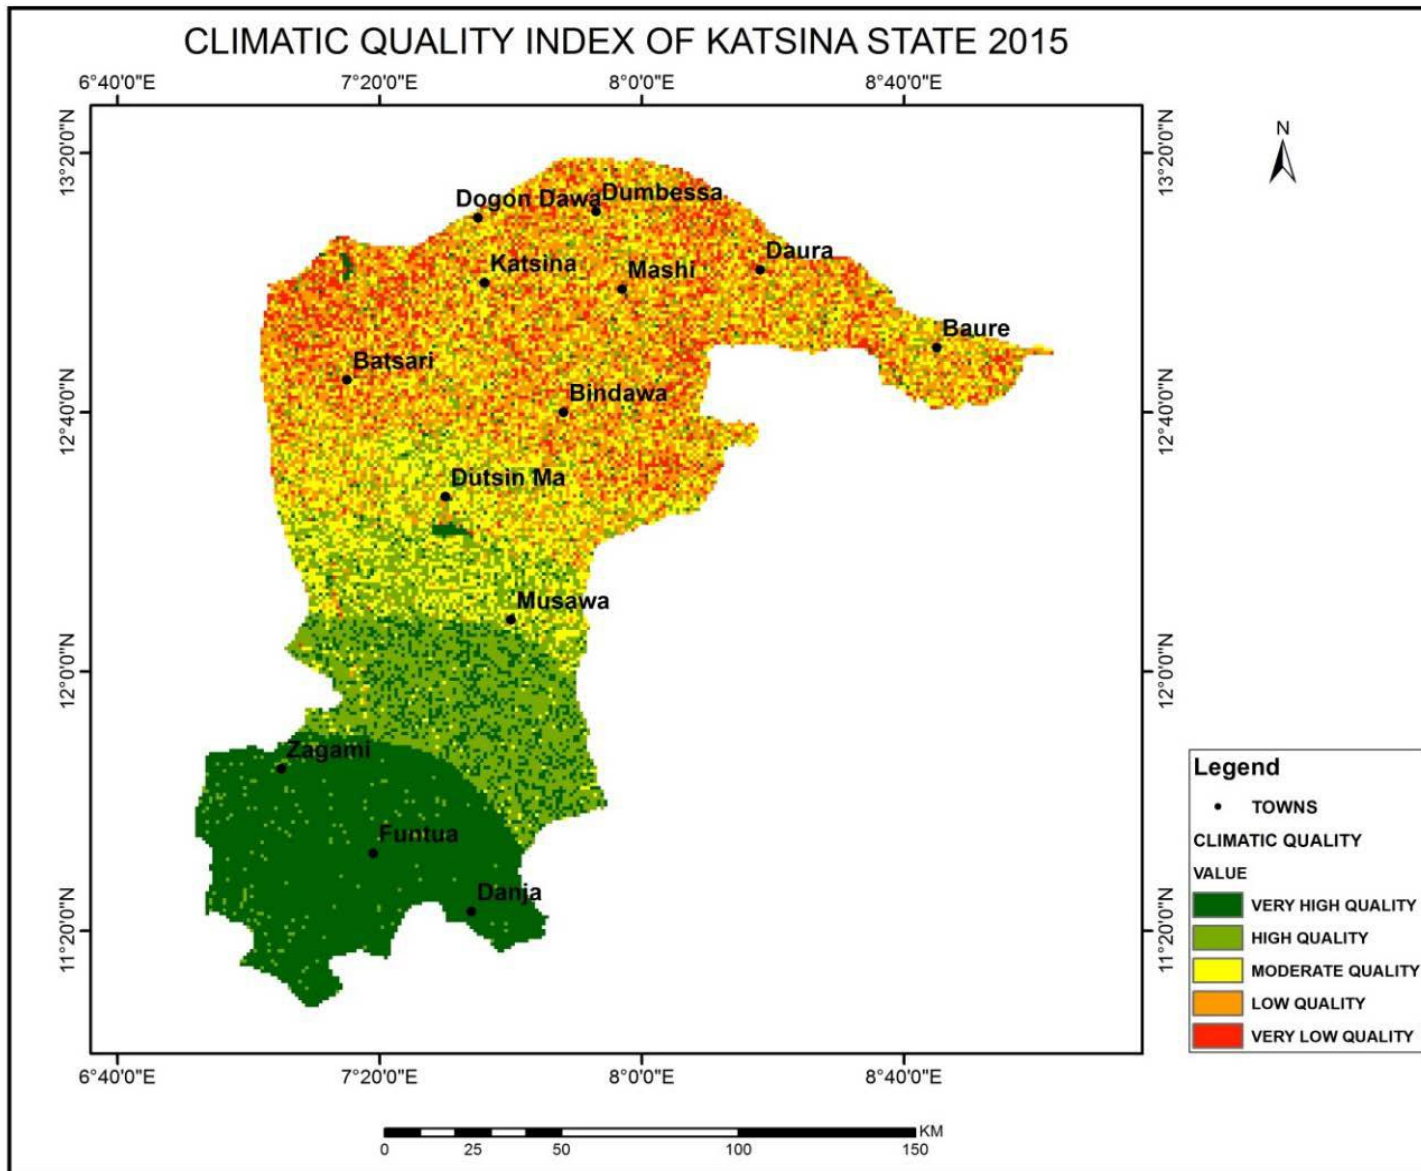 CLIMATIC QUALITY INDEX OF KATSINA STATE 2015
6°40'0"E 7°20'0"E 8°0'0"E 8°40'0"E
N
13°20'0"N 13°20'0"N
Dogon Dawa Dumbessa
Daura
Katsina Mashi
Baure
Batsari
Bindawa
12°40'0"N 12°40'0"N
Dutsin Ma
Musawa
12°0'0"N 12°0'0"N
Zagami
Funtua
Danja
11°20'0"N 11°20'0"N
Legend
TOWNS
CLIMATIC QUALITY
VALUE
VERY HIGH QUALITY
HIGH QUALITY
MODERATE QUALITY
LOW QUALITY
VERY LOW QUALITY
6°40'0"E 7°20'0"E 8°0'0"E 8°40'0"E
KM
0 25 50 100 150